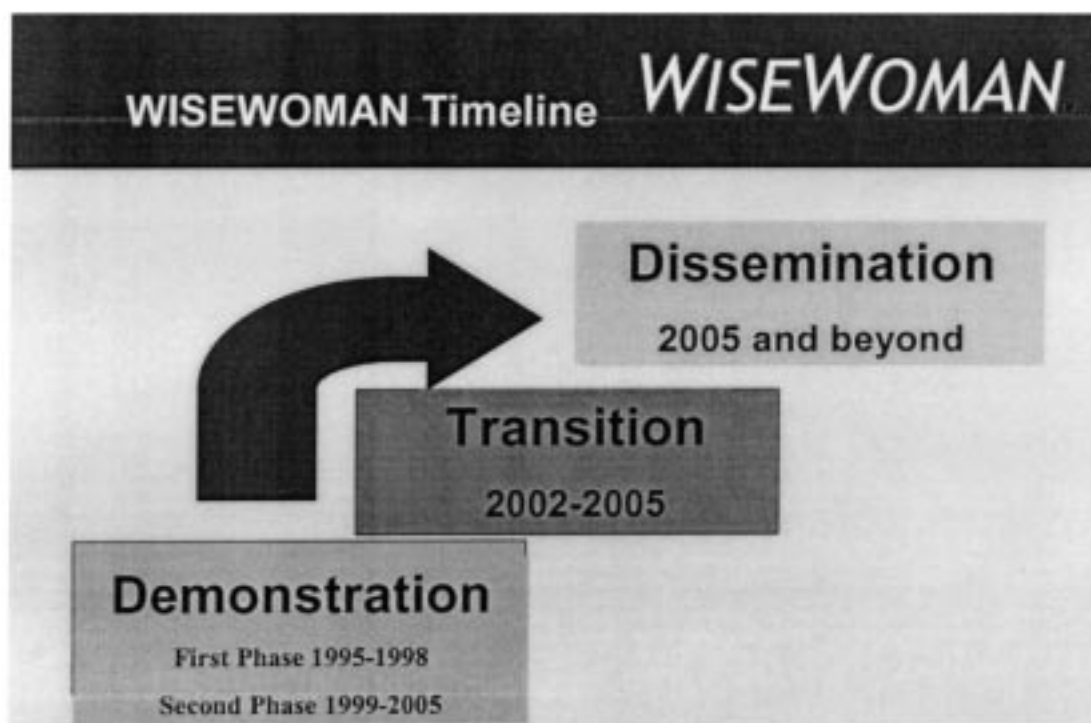 WISEWOMAN Timeline
WISEWOMAN
Dissemination
2005 and beyond
Transition
2002-2005
Demonstration
First Phase 1995-1998
Second Phase 1999-2005